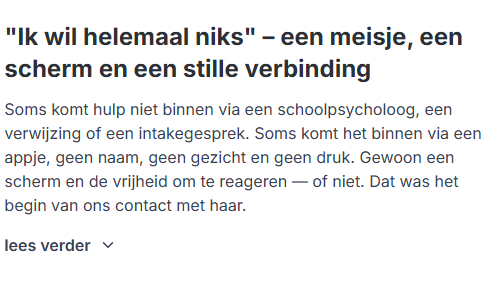 "Ik wil helemaal niks" – een meisje, een
scherm en een stille verbinding
Soms komt hulp niet binnen via een schoolpsycholoog, een
verwijzing of een intakegesprek. Soms komt het binnen via een
appje, geen naam, geen gezicht en geen druk. Gewoon een
scherm en de vrijheid om te reageren — of niet. Dat was het
begin van ons contact met haar.
lees verder